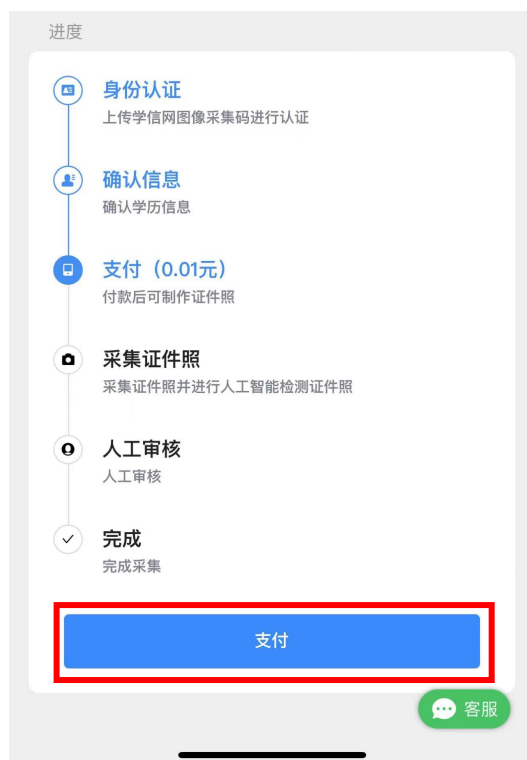 进度
身份认证
上传学信网图像采集码进行认证
确认信息
确认学历信息
支付（0.01元）
付款后可制作证件照
采集证件照
采集证件照并进行人工智能检测证件照
人工审核
人工审核
完成
完成采集
支付
客服